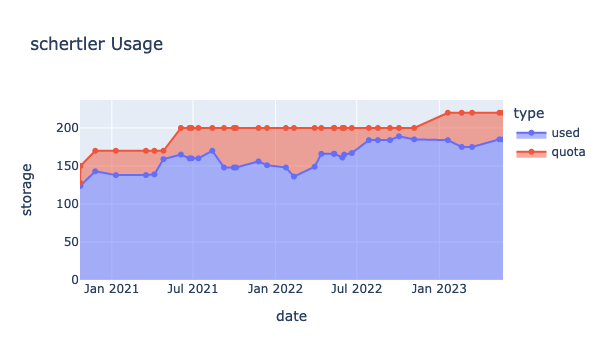 schertler Usage
type
used
quota
storage
200
150
100
50
0
Jan 2021
Jul 2021
Jan 2022
Jul 2022
Jan 2023
date